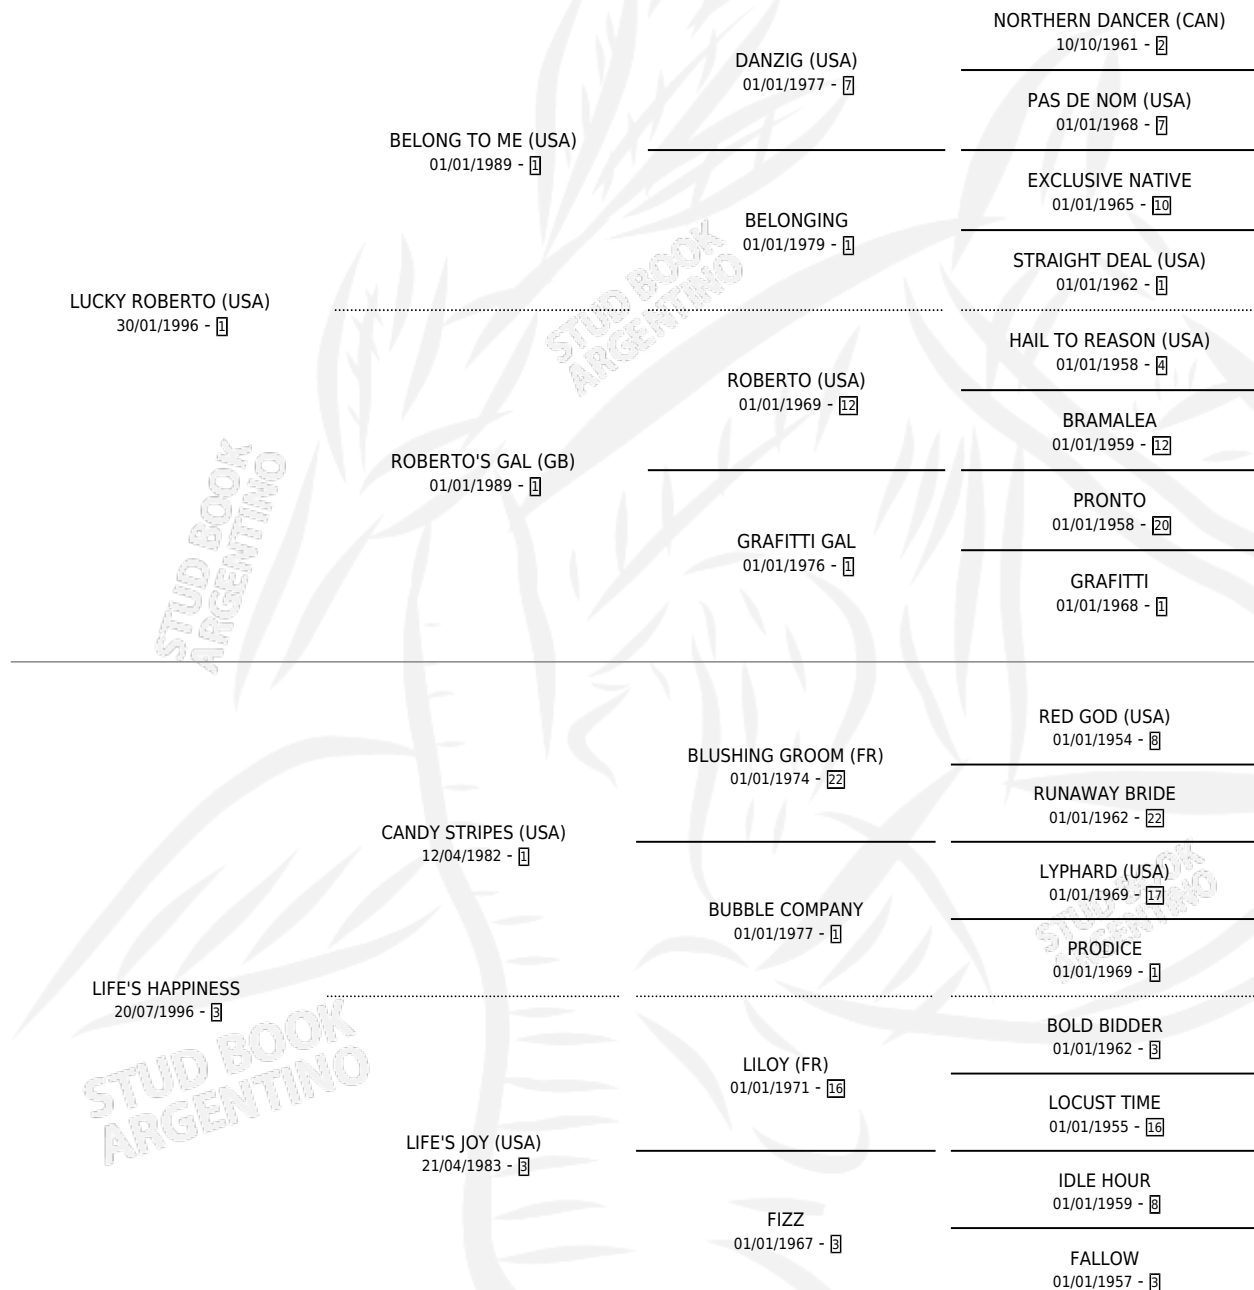 NORTHERN DANCER (CAN)
10/10/1961 - 2
DANZIG (USA)
01/01/1977 - 7
PAS DE NOM (USA)
01/01/1968 - 7
BELONG TO ME (USA)
01/01/1989 - 1
EXCLUSIVE NATIVE
01/01/1965 - 10
BELONGING
01/01/1979 - 1
STRAIGHT DEAL (USA)
01/01/1962 - 1
LUCKY ROBERTO (USA)
30/01/1996 - 1
HAIL TO REASON (USA)
01/01/1958 - 4
ROBERTO (USA)
01/01/1969 - 12
BRAMALEA
01/01/1959 - 12
ROBERTO'S GAL (GB)
01/01/1989 - 1
PRONTO
01/01/1958 - 20
GRAFITTI GAL
01/01/1976 - 1
GRAFITTI
01/01/1968 - 1
RED GOD (USA)
01/01/1954 - 8
BLUSHING GROOM (FR)
01/01/1974 - 22
RUNAWAY BRIDE
01/01/1962 - 22
CANDY STRIPES (USA)
12/04/1982 - 1
LYPHARD (USA)
01/01/1969 - 17
BUBBLE COMPANY
01/01/1977 - 1
PRODICE
01/01/1969 - 1
LIFE'S HAPPINESS
20/07/1996 - 3
BOLD BIDDER
01/01/1962 - 3
LILOY (FR)
01/01/1971 - 16
LOCUST TIME
01/01/1955 - 16
LIFE'S JOY (USA)
21/04/1983 - 3
IDLE HOUR
01/01/1959 - 8
FIZZ
01/01/1967 - 3
FALLOW
01/01/1957 - 3
STUD BOOK
ARGENTINO
STUD BOOK
ARGENTINO
STUD BOOK
ARGENTINO
STUD BOOK
ARGENTINO